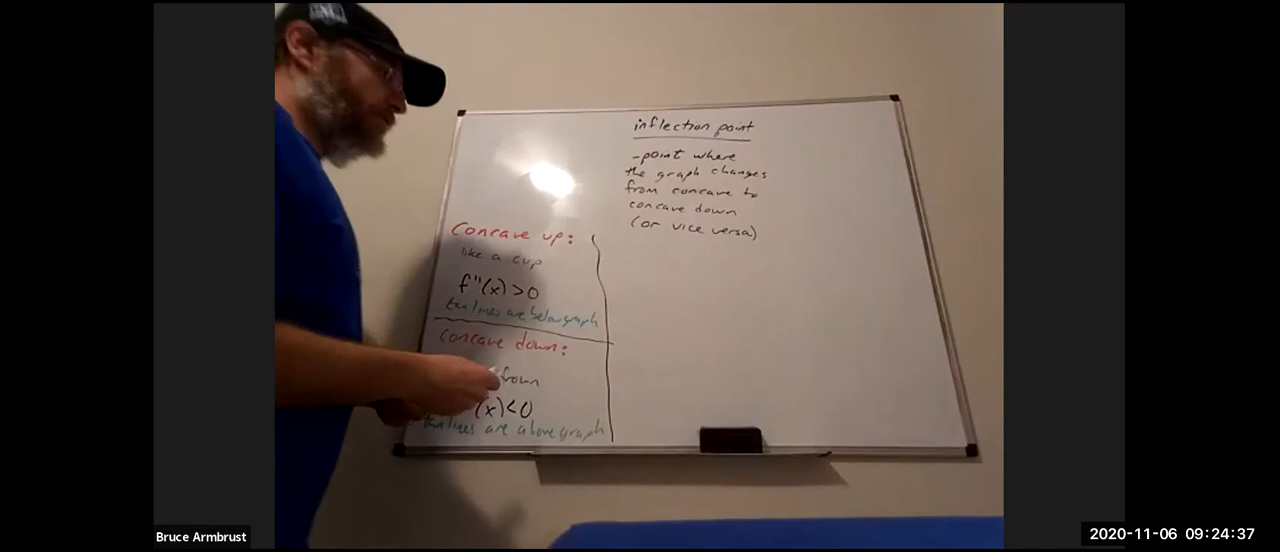 inflection point
-point where
the graph changes
from concave to
concave down
(or vice versa)
Concave up:
like a cup
f"(x)>0
tan lines are below graph
concave down:
frown
(x)<0
tan lines are above graph
Bruce Armbrust
2020-11-06 09:24:37